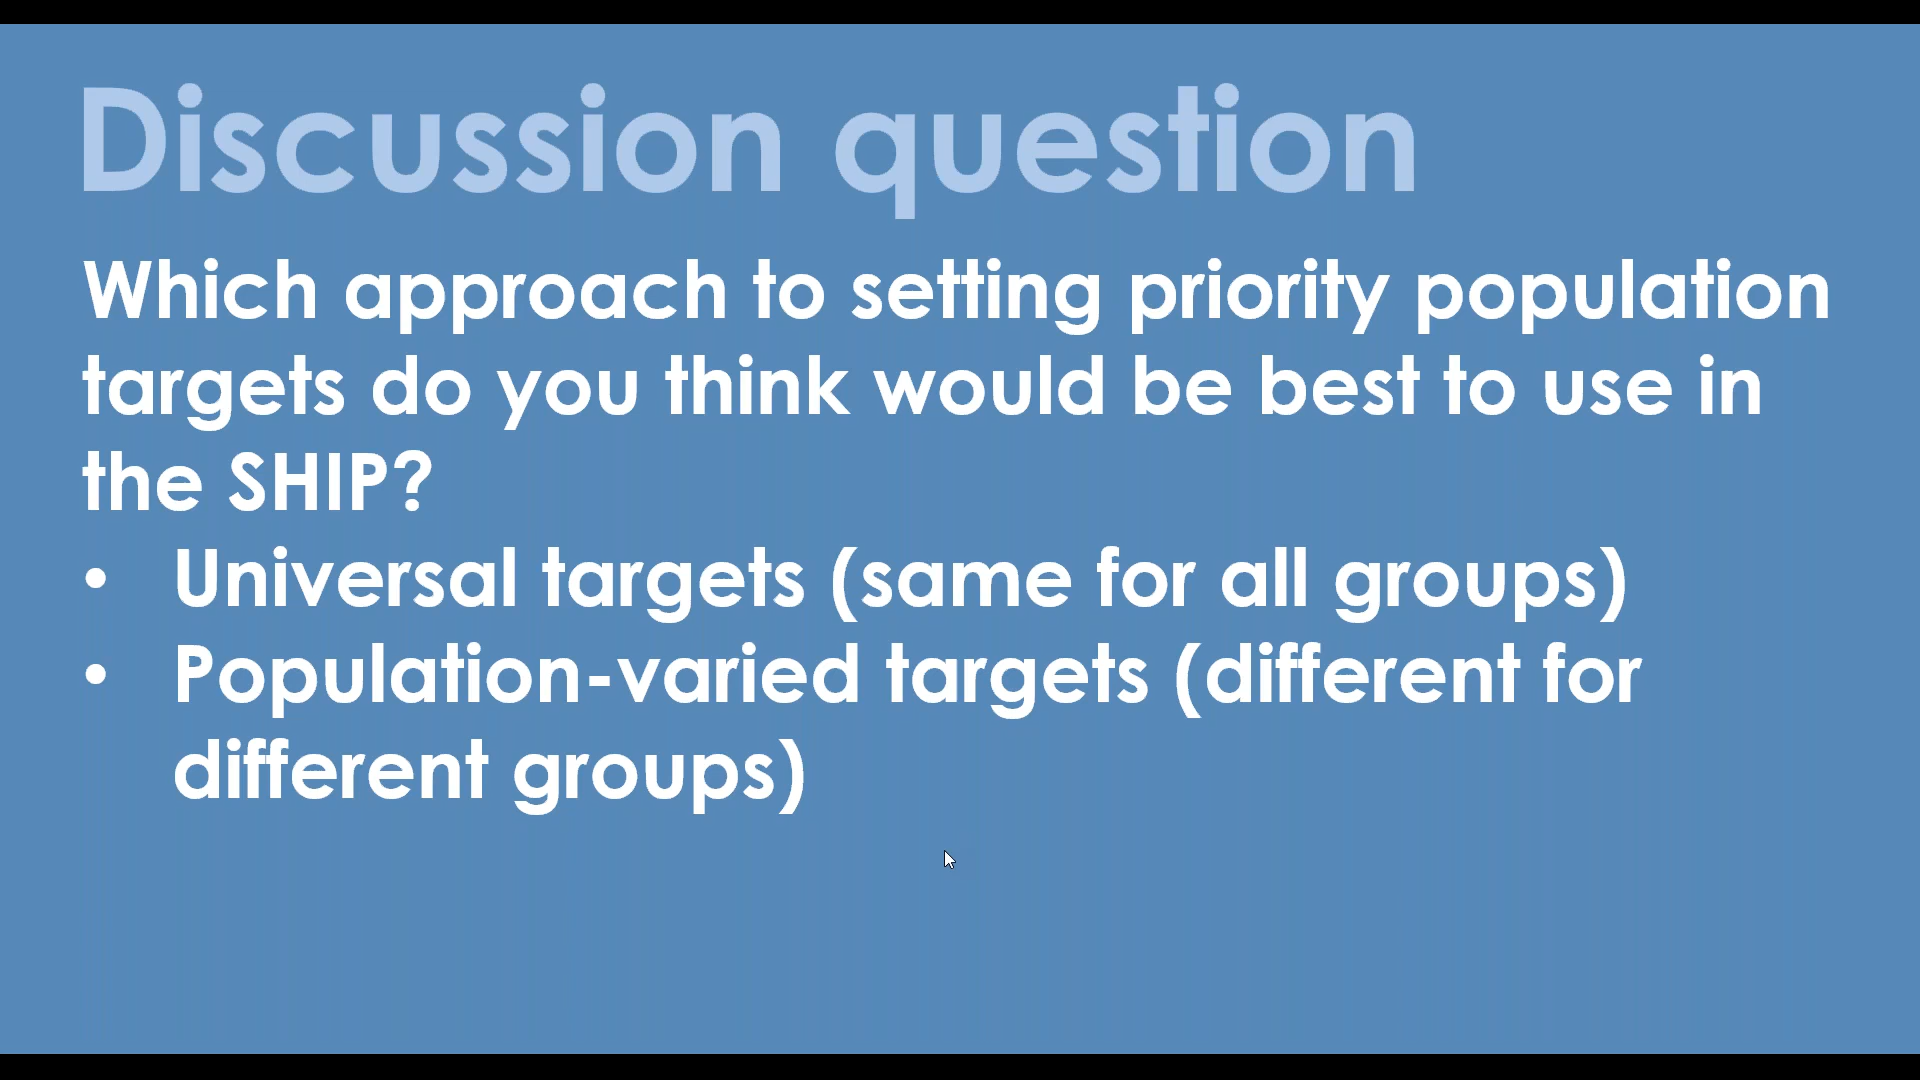 Discussion question
Which approach to setting priority population
targets do you think would be best to use in
the SHIP?
• Universal targets (same for all groups)
• Population-varied targets (different for
different groups)